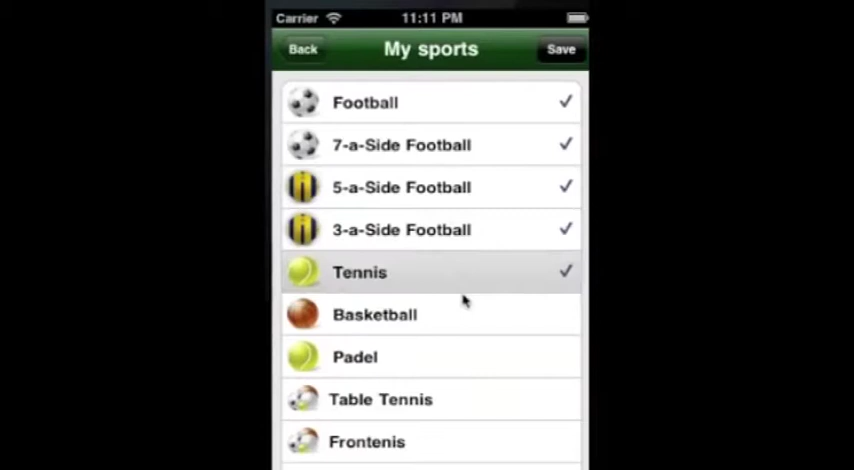 Carrier 11:11 PM
Back My sports Save
Football
7-a-Side Football
5-a-Side Football
3-a-Side Football
Tennis
Basketball
Padel
Table Tennis
Frontenis